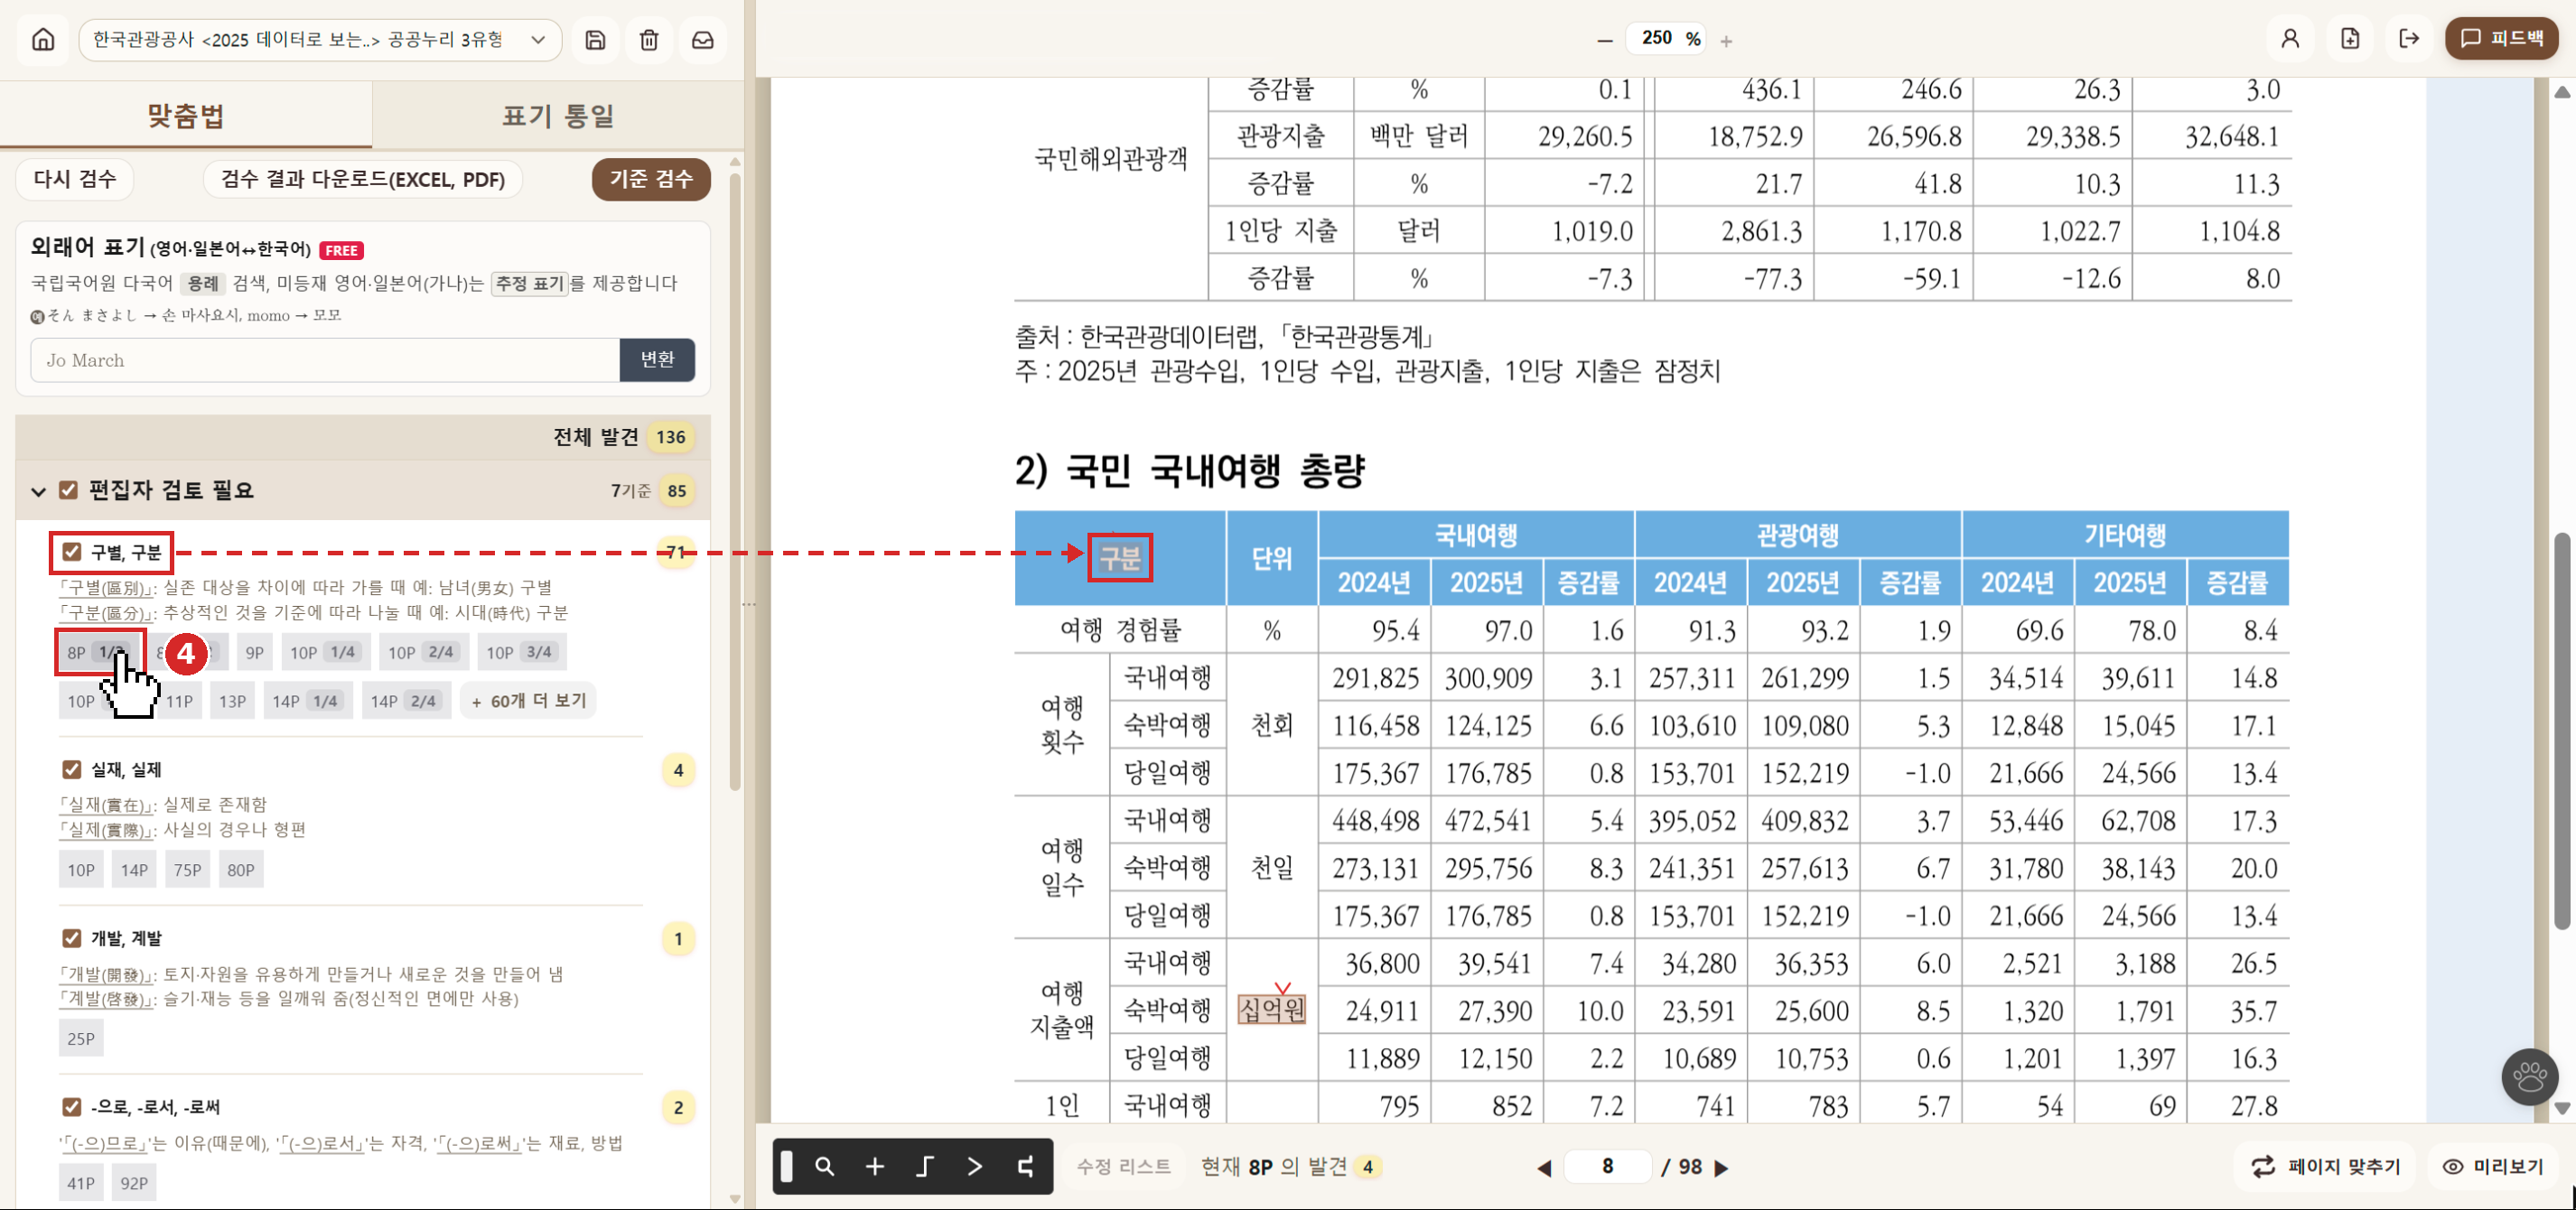 한국관광공사 <2025 데이터로 보는..> 공공누리 3유형
맞춤법
표기 통일
다시 검수
검수 결과 다운로드(EXCEL, PDF)
기준 검수
외래어 표기 (영어·일본어↔한국어) FREE
국립국어원 다국어 용례 검색, 미등재 영어·일본어(가나)는 추정 표기를 제공합니다
예 そん まさよし → 손 마사요시, momo → 모모
Jo March
변환
전체 발견 136
편집자 검토 필요 7기준 85
구별, 구분 71
「구별(區別)」: 실존 대상을 차이에 따라 가를 때 예: 남녀(男女) 구별
「구분(區分)」: 추상적인 것을 기준에 따라 나눌 때 예: 시대(時代) 구분
8P 4 9P 10P 1/4 10P 2/4 10P 3/4
10P 11P 13P 14P 1/4 14P 2/4 + 60개 더 보기
실재, 실제 4
「실재(實在)」: 실제로 존재함
「실제(實際)」: 사실의 경우나 형편
10P 14P 75P 80P
개발, 계발 1
「개발(開發)」: 토지·자원을 유용하게 만들거나 새로운 것을 만들어 냄
「계발(啓發)」: 슬기·재능 등을 일깨워 줌(정신적인 면에만 사용)
25P
-으로, -로서, -로써 2
'「(-으)므로」'는 이유(때문에), '「(-으)로서」'는 자격, '「(-으)로써」'는 재료, 방법
41P 92P
250 %
피드백
국민해외관광객
증감률 % 0.1 436.1 246.6 26.3 3.0
관광지출 백만 달러 29,260.5 18,752.9 26,596.8 29,338.5 32,648.1
증감률 % -7.2 21.7 41.8 10.3 11.3
1인당 지출 달러 1,019.0 2,861.3 1,170.8 1,022.7 1,104.8
증감률 % -7.3 -77.3 -59.1 -12.6 8.0
출처 : 한국관광데이터랩, 「한국관광통계」
주 : 2025년 관광수입, 1인당 수입, 관광지출, 1인당 지출은 잠정치
2) 국민 국내여행 총량
구분 단위 국내여행 관광여행 기타여행
2024년 2025년 증감률 2024년 2025년 증감률 2024년 2025년 증감률
여행 경험률 % 95.4 97.0 1.6 91.3 93.2 1.9 69.6 78.0 8.4
여행 횟수 천회
국내여행 291,825 300,909 3.1 257,311 261,299 1.5 34,514 39,611 14.8
숙박여행 116,458 124,125 6.6 103,610 109,080 5.3 12,848 15,045 17.1
당일여행 175,367 176,785 0.8 153,701 152,219 -1.0 21,666 24,566 13.4
여행 일수 천일
국내여행 448,498 472,541 5.4 395,052 409,832 3.7 53,446 62,708 17.3
숙박여행 273,131 295,756 8.3 241,351 257,613 6.7 31,780 38,143 20.0
당일여행 175,367 176,785 0.8 153,701 152,219 -1.0 21,666 24,566 13.4
여행 지출액 십억원
국내여행 36,800 39,541 7.4 34,280 36,353 6.0 2,521 3,188 26.5
숙박여행 24,911 27,390 10.0 23,591 25,600 8.5 1,320 1,791 35.7
당일여행 11,889 12,150 2.2 10,689 10,753 0.6 1,201 1,397 16.3
1인 국내여행 795 852 7.2 741 783 5.7 54 69 27.8
수정 리스트
현재 8P 의 발견 4
8 / 98
페이지 맞추기
미리보기